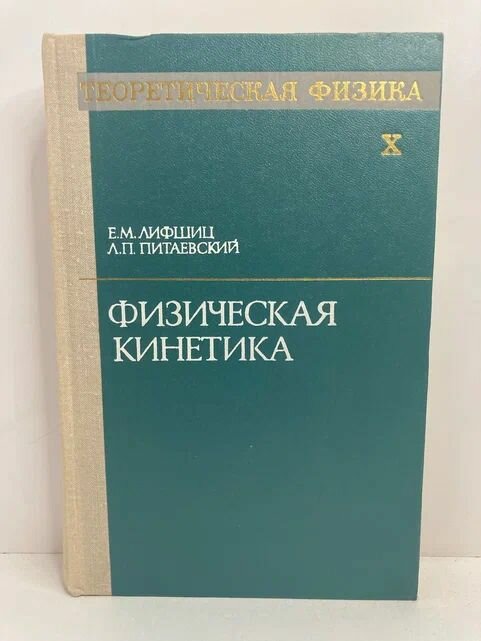 ТЕОРЕТИЧЕСКАЯ ФИЗИКА
X
Е.М. ЛИФШИЦ
Л.П. ПИТАЕВСКИЙ
ФИЗИЧЕСКАЯ
КИНЕТИКА